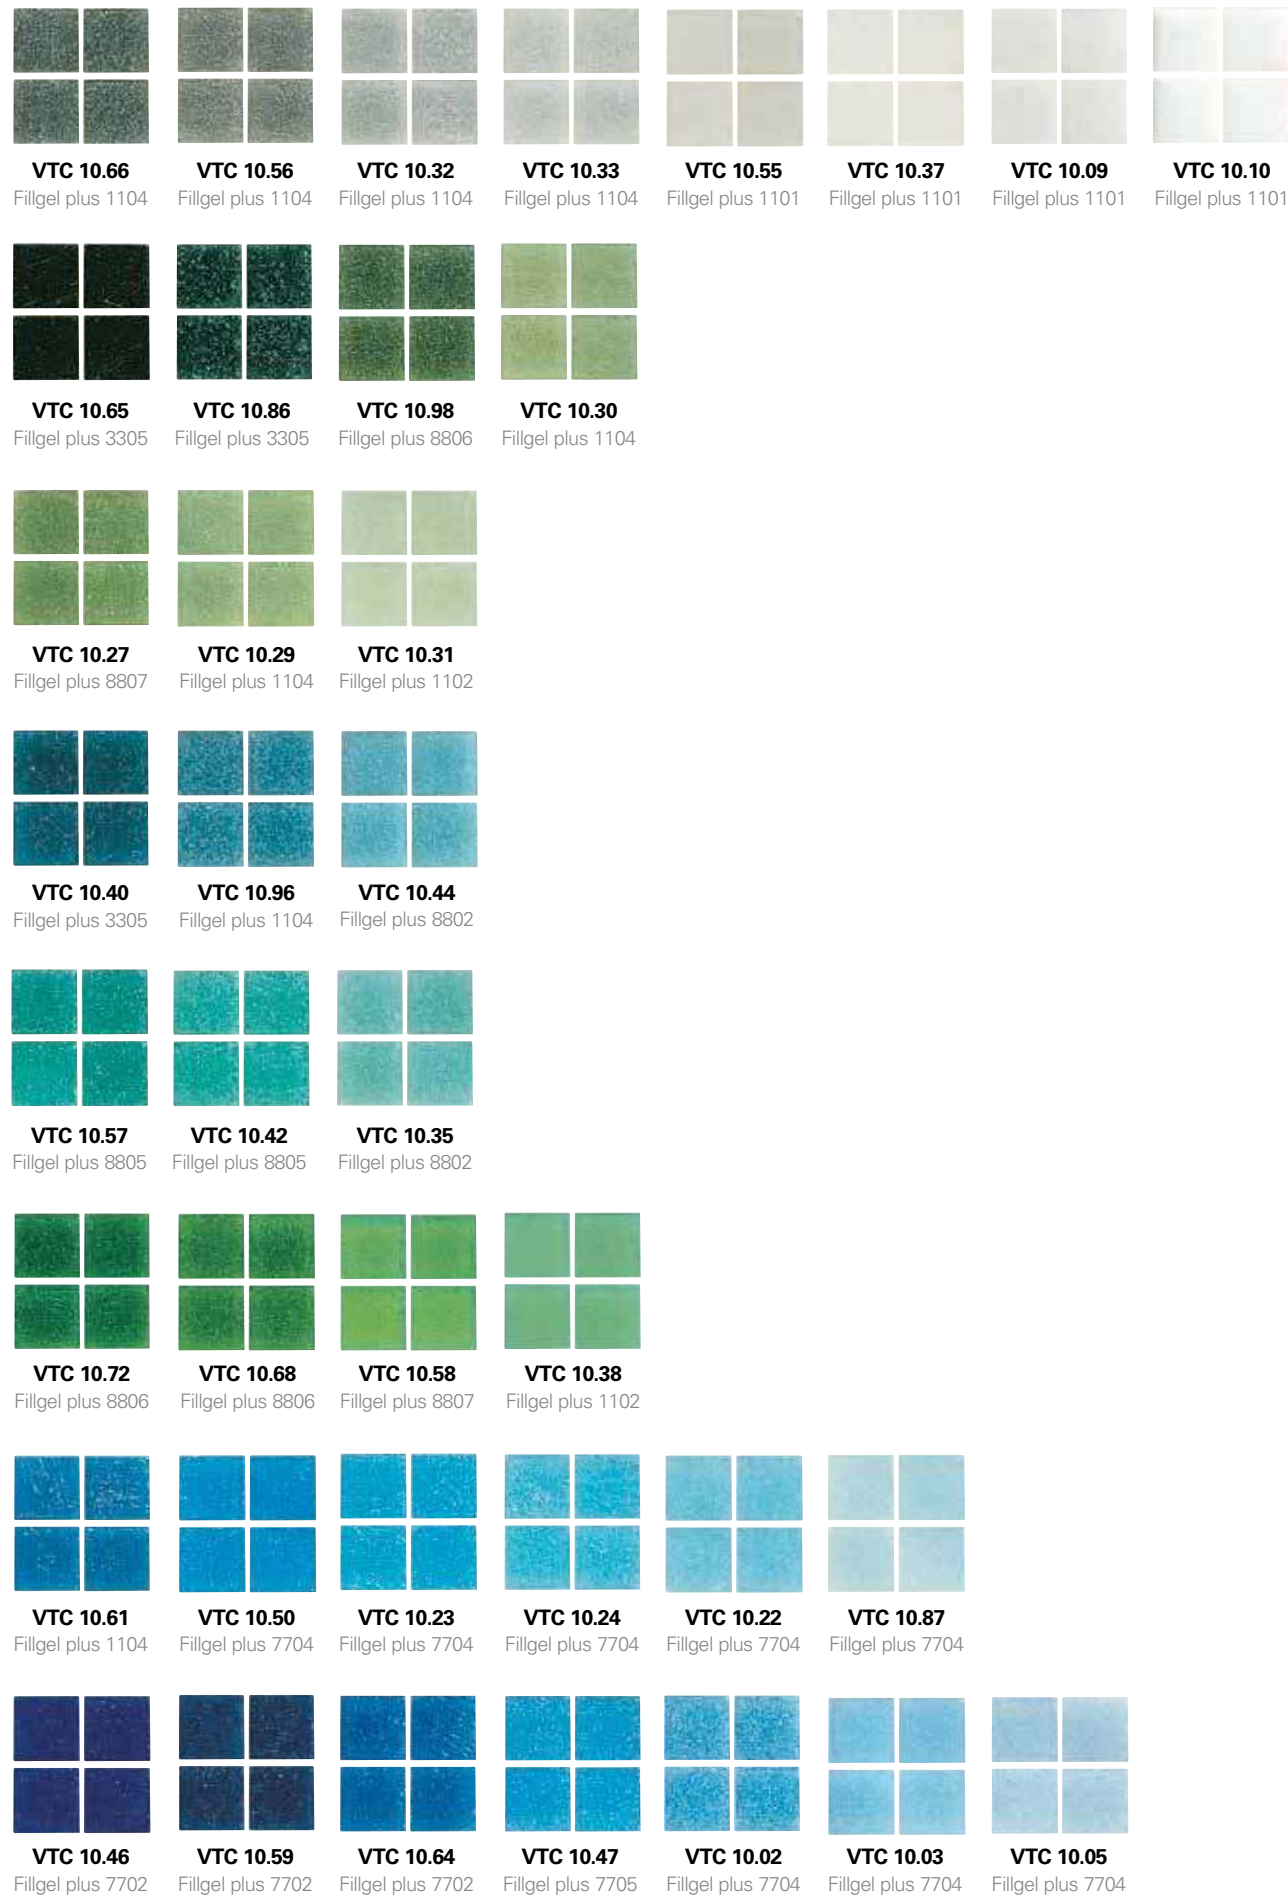 VTC 10.66 VTC 10.56 VTC 10.32 VTC 10.33 VTC 10.55 VTC 10.37 VTC 10.09 VTC 10.10
Fillgel plus 1104 Fillgel plus 1104 Fillgel plus 1104 Fillgel plus 1104 Fillgel plus 1101 Fillgel plus 1101 Fillgel plus 1101 Fillgel plus 1101
VTC 10.65 VTC 10.86 VTC 10.98 VTC 10.30
Fillgel plus 3305 Fillgel plus 3305 Fillgel plus 8806 Fillgel plus 1104
VTC 10.27 VTC 10.29 VTC 10.31
Fillgel plus 8807 Fillgel plus 1104 Fillgel plus 1102
VTC 10.40 VTC 10.96 VTC 10.44
Fillgel plus 3305 Fillgel plus 1104 Fillgel plus 8802
VTC 10.57 VTC 10.42 VTC 10.35
Fillgel plus 8805 Fillgel plus 8805 Fillgel plus 8802
VTC 10.72 VTC 10.68 VTC 10.58 VTC 10.38
Fillgel plus 8806 Fillgel plus 8806 Fillgel plus 8807 Fillgel plus 1102
VTC 10.61 VTC 10.50 VTC 10.23 VTC 10.24 VTC 10.22 VTC 10.87
Fillgel plus 1104 Fillgel plus 7704 Fillgel plus 7704 Fillgel plus 7704 Fillgel plus 7704 Fillgel plus 7704
VTC 10.46 VTC 10.59 VTC 10.64 VTC 10.47 VTC 10.02 VTC 10.03 VTC 10.05
Fillgel plus 7702 Fillgel plus 7702 Fillgel plus 7702 Fillgel plus 7705 Fillgel plus 7704 Fillgel plus 7704 Fillgel plus 7704